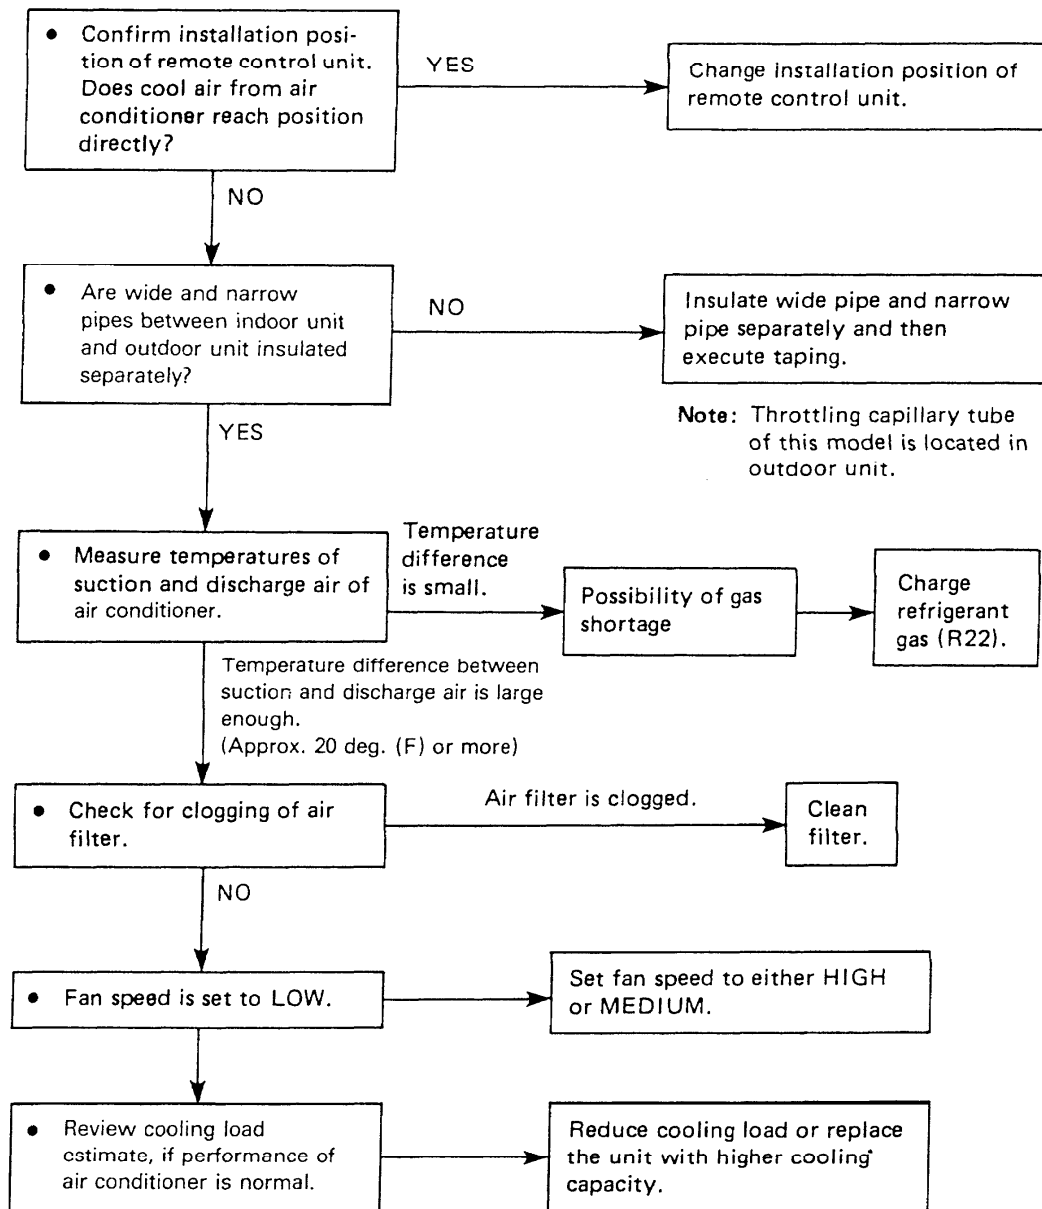 • Confirm installation posi-
tion of remote control unit.
Does cool air from air
conditioner reach position
directly?
YES
Change installation position of
remote control unit.
NO
• Are wide and narrow
pipes between indoor unit
and outdoor unit insulated
separately?
NO
Insulate wide pipe and narrow
pipe separately and then
execute taping.
Note: Throttling capillary tube
of this model is located in
outdoor unit.
YES
• Measure temperatures of
suction and discharge air of
air conditioner.
Temperature
difference
is small.
Possibility of gas
shortage
Charge
refrigerant
gas (R22).
Temperature difference between
suction and discharge air is large
enough.
(Approx. 20 deg. (F) or more)
• Check for clogging of air
filter.
Air filter is clogged.
Clean
filter.
NO
• Fan speed is set to LOW.
Set fan speed to either HIGH
or MEDIUM.
• Review cooling load
estimate, if performance of
air conditioner is normal.
Reduce cooling load or replace
the unit with higher cooling
capacity.